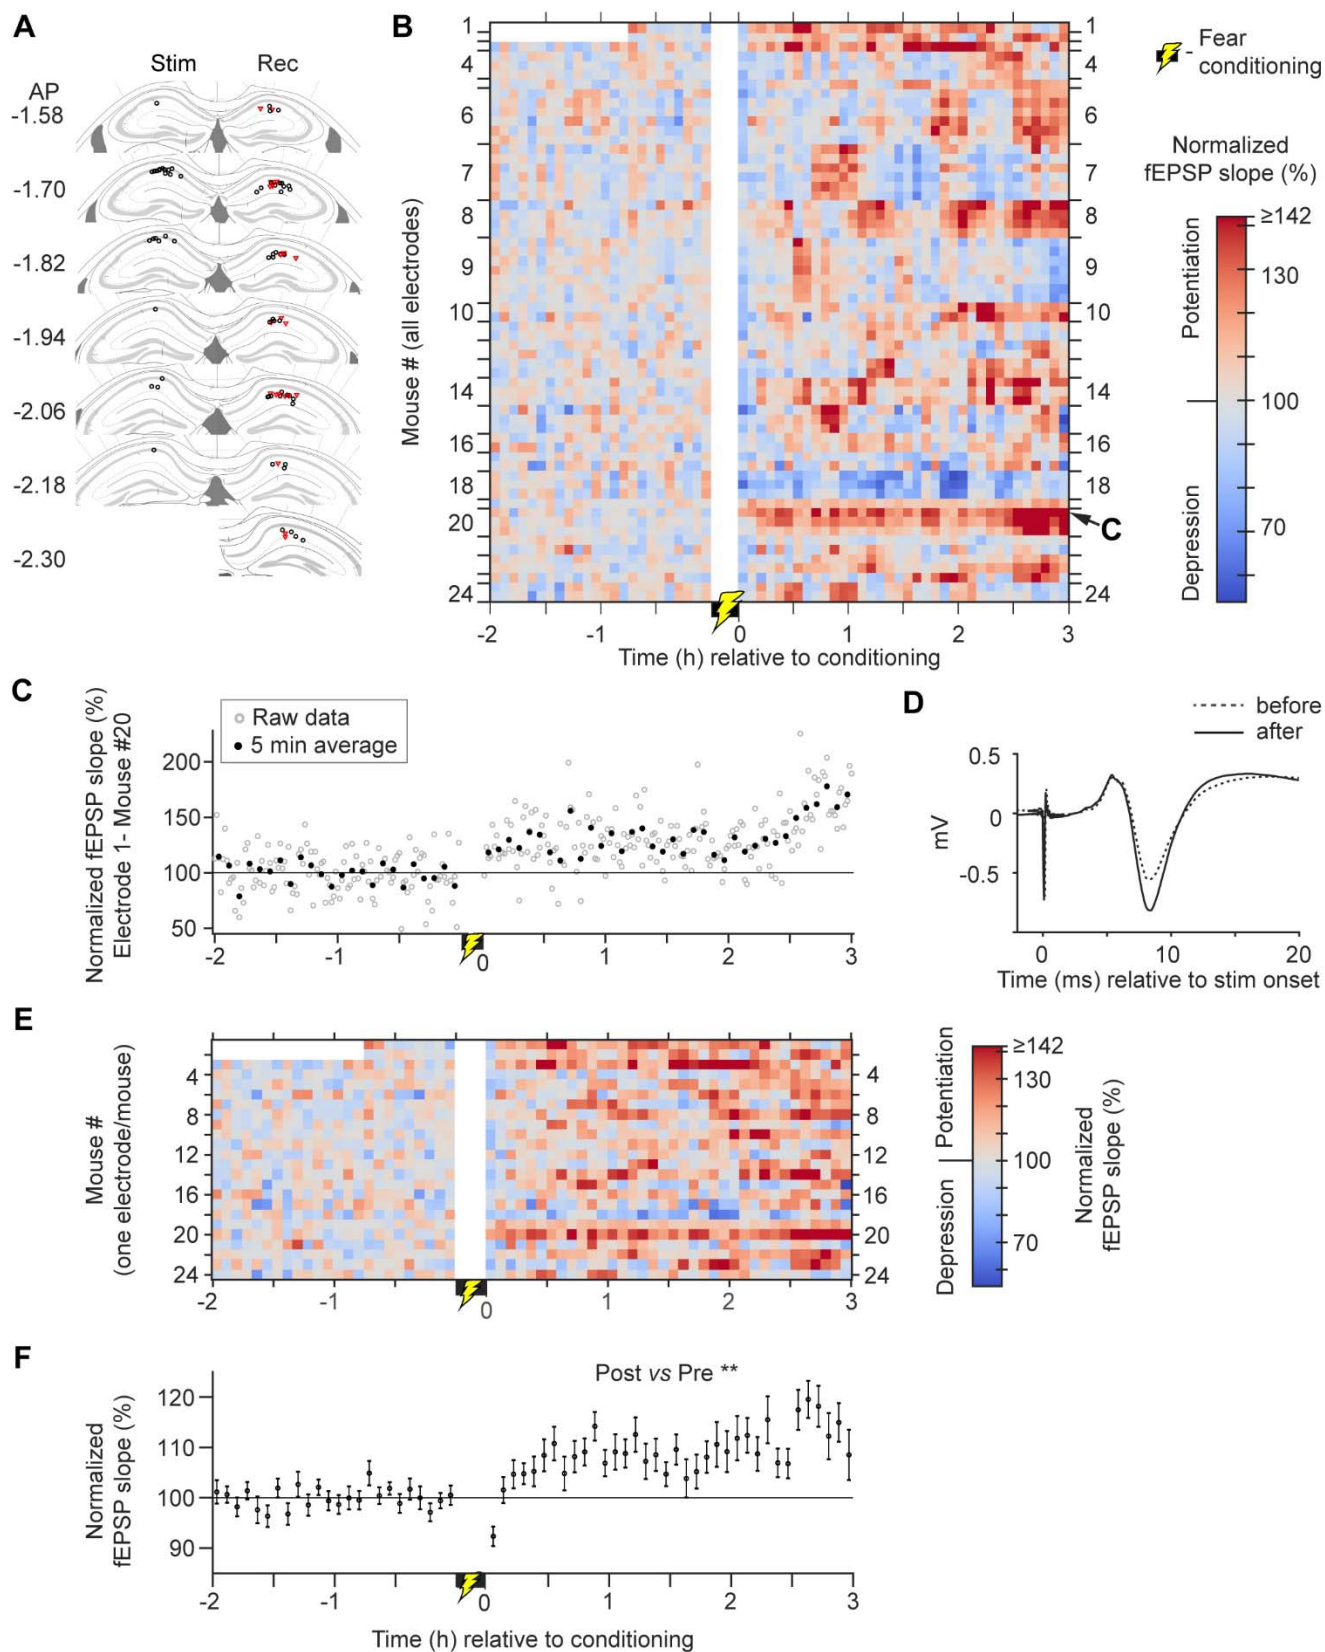 A
Stim Rec
AP
-1.58
-1.70
-1.82
-1.94
-2.06
-2.18
-2.30
B
Mouse # (all electrodes)
1 1
4 4
6 6
7 7
8 8
9 9
10 10
14 14
16 16
18 18
20 20
24 24
C
-2 -1 0 1 2 3
Time (h) relative to conditioning
- Fear
conditioning
Normalized
fEPSP slope (%)
Potentiation
Depression
≥142
130
100
70
C
Normalized fEPSP slope (%)
Electrode 1- Mouse #20
Raw data
5 min average
200
150
100
50
-2 -1 0 1 2 3
D
before
after
mV
0.5
0
-0.5
0 10 20
Time (ms) relative to stim onset
E
Mouse #
(one electrode/mouse)
4 4
8 8
12 12
16 16
20 20
24 24
-2 -1 0 1 2 3
Depression Potentiation
≥142
130
100
70
Normalized
fEPSP slope (%)
F
Normalized
fEPSP slope (%)
Post vs Pre **
120
110
100
90
-2 -1 0 1 2 3
Time (h) relative to conditioning